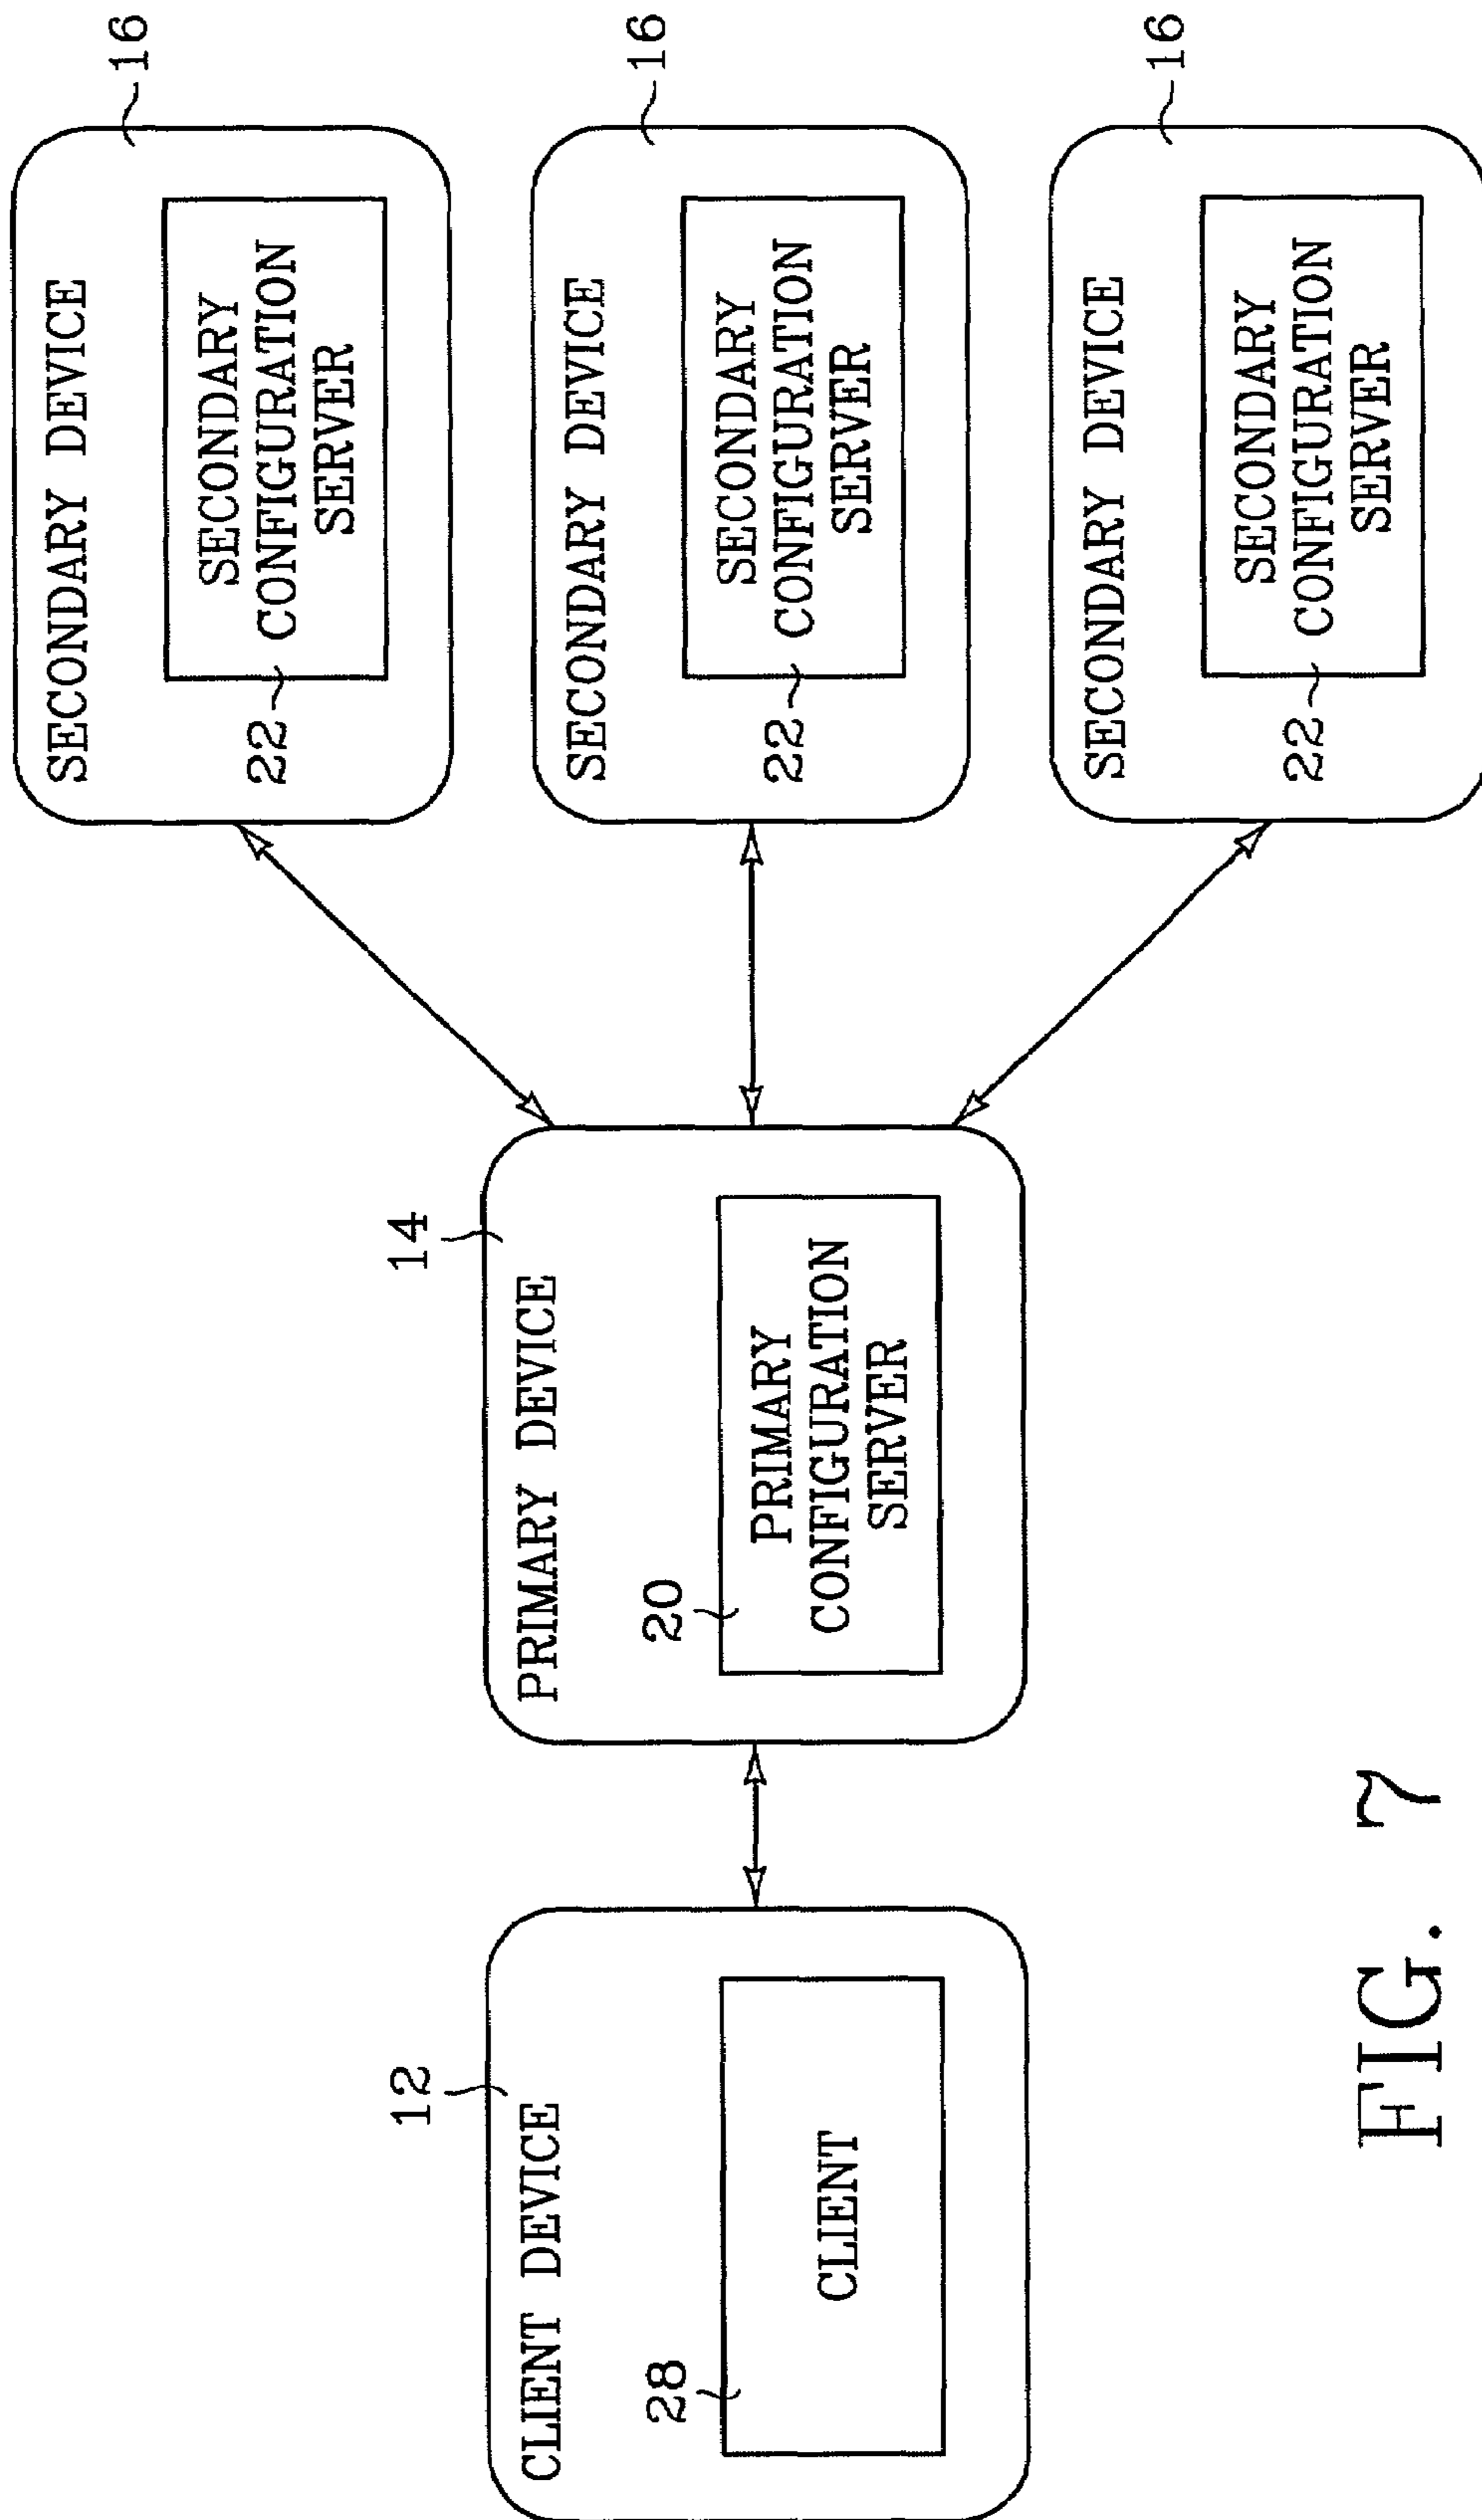 CLIENT DEVICE
12
28
CLIENT
PRIMARY DEVICE
14
20
PRIMARY
CONFIGURATION
SERVER
SECONDARY DEVICE
16
SECONDARY
CONFIGURATION
SERVER
22
SECONDARY DEVICE
16
SECONDARY
CONFIGURATION
SERVER
22
SECONDARY DEVICE
16
SECONDARY
CONFIGURATION
SERVER
22
FIG. 7